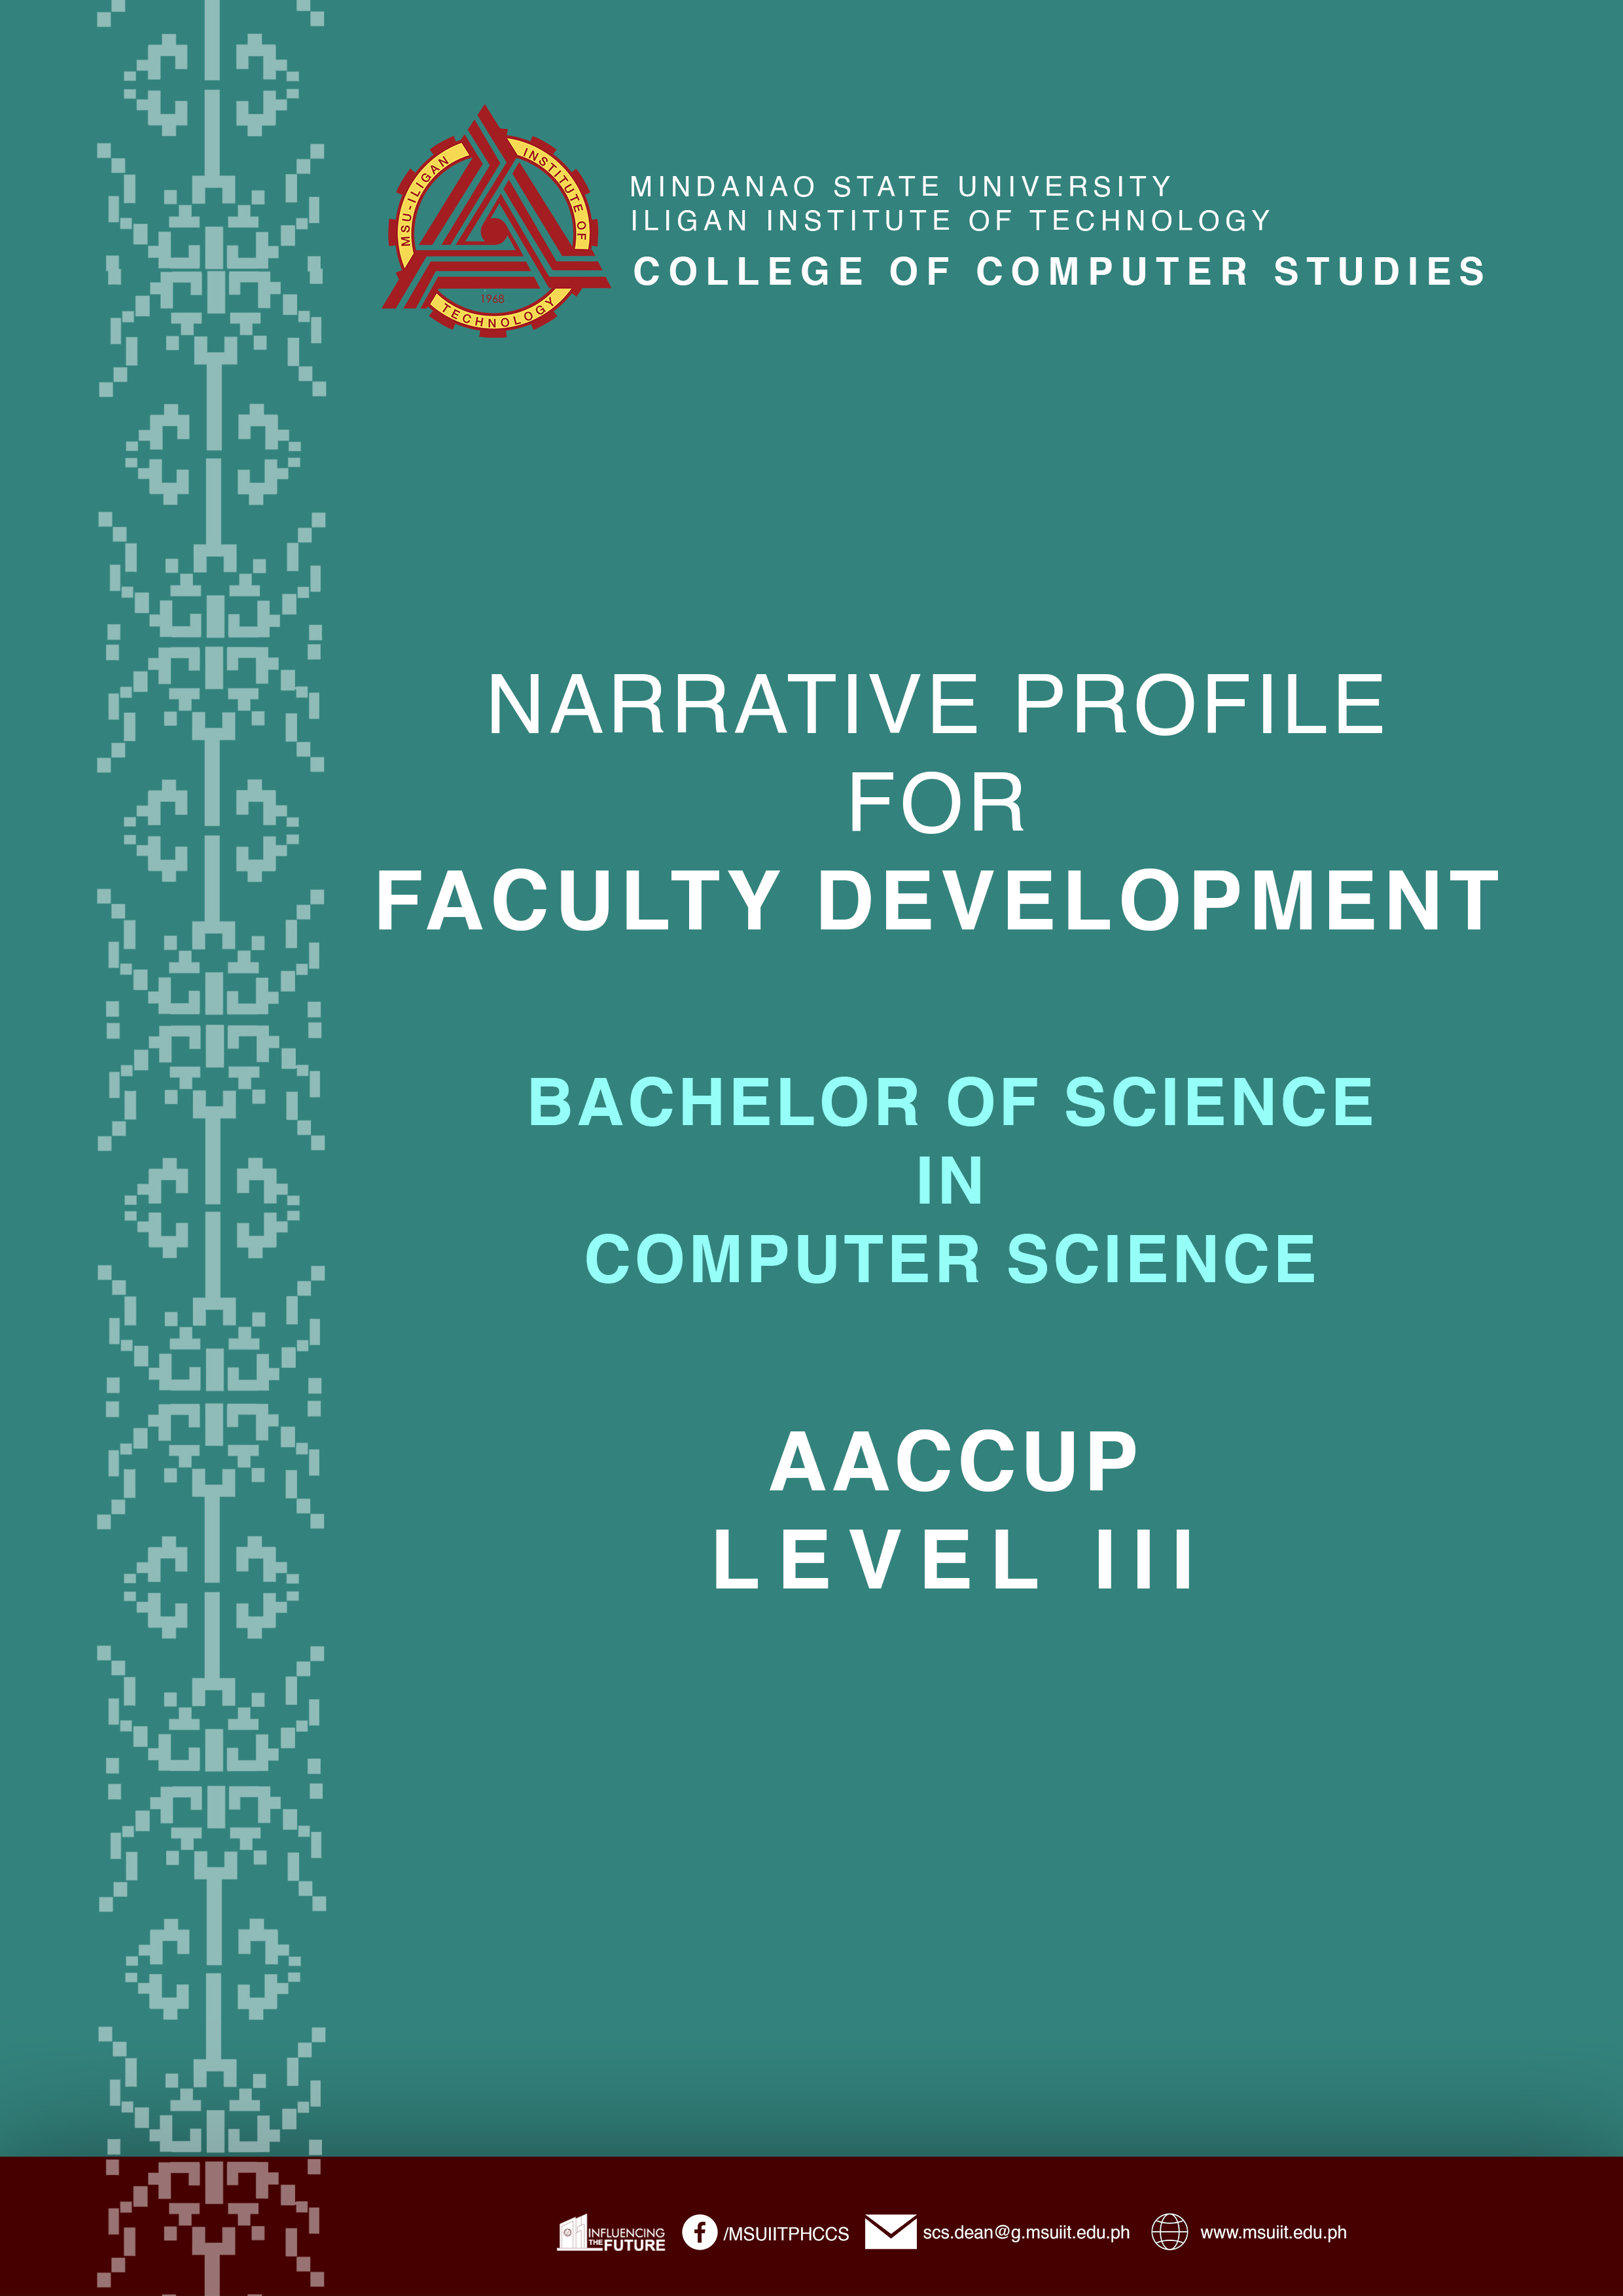 MSU-ILIGAN
INSTITUTE OF
TECHNOLOGY
1968
MINDANAO STATE UNIVERSITY
ILIGAN INSTITUTE OF TECHNOLOGY
COLLEGE OF COMPUTER STUDIES
NARRATIVE PROFILE
FOR
FACULTY DEVELOPMENT
BACHELOR OF SCIENCE
IN
COMPUTER SCIENCE
AACCUP
LEVEL III
INFLUENCING
THE FUTURE
/MSUIITPHCCS
scs.dean@g.msuiit.edu.ph
www.msuiit.edu.ph